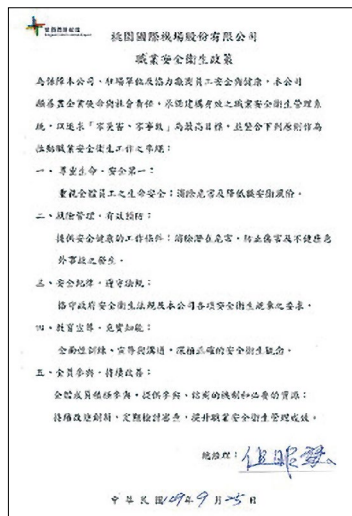 桃園國際機場
桃園國際機場股份有限公司
職業安全衛生政策
為保障本公司、駐場單位及協力廠商員工安全與健康，本公司
願善盡企業使命與社會責任，承諾建構有效之職業安全衛生管理系
統，以追求「零災害、零事故」為最高目標，並整合下列原則作為
推動職業安全衛生工作之準繩：
一、尊重生命、安全第一：
重視全體員工之生命安全；消除危害及降低職安衛風險。
二、風險管理、有效預防：
提供安全健康的工作條件；消除潛在危害，防止傷害及不健康意
外事故之發生。
三、安全紀律、遵守法規：
恪守政府安全衛生法規及本公司各項安全衛生規章之要求。
四、教育宣導、充實知能：
全面性訓練、宣導與溝通，深植正確的安全衛生觀念。
五、全員參與、持續改善：
全體成員積極參與，提供參與、諮商的機制和必要的資源；
持續改進創新，定期檢討審查，提升職業安全衛生管理成效。
總經理：
中華民國109年9月25日